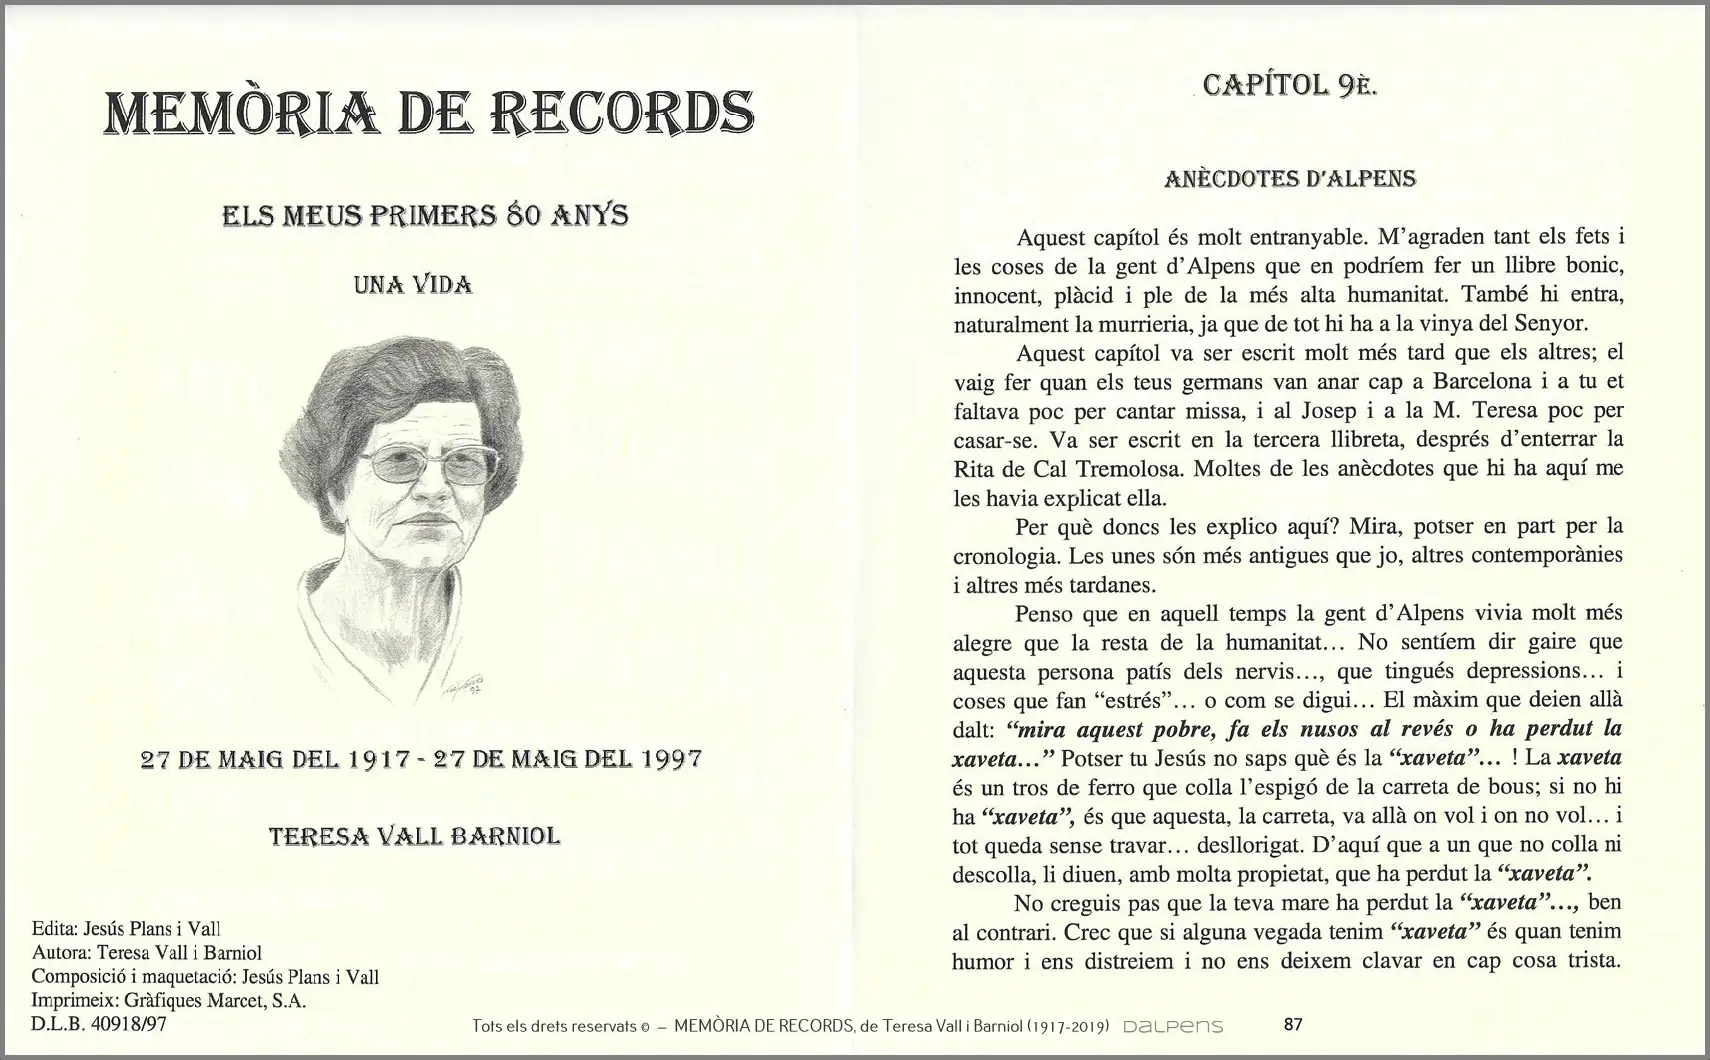 MEMÒRIA DE RECORDS
ELS MEUS PRIMERS 80 ANYS
UNA VIDA
97
27 DE MAIG DEL 1917 - 27 DE MAIG DEL 1997
TERESA VALL BARNIOL
Edita: Jesús Plans i Vall
Autora: Teresa Vall i Barniol
Composició i maquetació: Jesús Plans i Vall
Imprimeix: Gràfiques Marcet, S.A.
D.L.B. 40918/97
CAPÍTOL 9È.
ANÈCDOTES D'ALPENS
Aquest capítol és molt entranyable. M'agraden tant els fets i
les coses de la gent d'Alpens que en podríem fer un llibre bonic,
innocent, plàcid i ple de la més alta humanitat. També hi entra,
naturalment la murrieria, ja que de tot hi ha a la vinya del Senyor.
Aquest capítol va ser escrit molt més tard que els altres; el
vaig fer quan els teus germans van anar cap a Barcelona i a tu et
faltava poc per cantar missa, i al Josep i a la M. Teresa poc per
casar-se. Va ser escrit en la tercera llibreta, després d'enterrar la
Rita de Cal Tremolosa. Moltes de les anècdotes que hi ha aquí me
les havia explicat ella.
Per què doncs les explico aquí? Mira, potser en part per la
cronologia. Les unes són més antigues que jo, altres contemporànies
i altres més tardanes.
Penso que en aquell temps la gent d'Alpens vivia molt més
alegre que la resta de la humanitat... No sentíem dir gaire que
aquesta persona patís dels nervis..., que tingués depressions... i
coses que fan “estrés”... o com se digui... El màxim que deien allà
dalt: “mira aquest pobre, fa els nusos al revés o ha perdut la
xaveta...” Potser tu Jesús no saps què és la “xaveta”... ! La xaveta
és un tros de ferro que colla l'espigó de la carreta de bous; si no hi
ha “xaveta”, és que aquesta, la carreta, va allà on vol i on no vol... i
tot queda sense travar... desllorigat. D'aquí que a un que no colla ni
descolla, li diuen, amb molta propietat, que ha perdut la “xaveta”.
No creguis pas que la teva mare ha perdut la “xaveta”..., ben
al contrari. Crec que si alguna vegada tenim “xaveta” és quan tenim
humor i ens distreiem i no ens deixem clavar en cap cosa trista.
Tots els drets reservats © – MEMÒRIA DE RECORDS, de Teresa Vall i Barniol (1917-2019) DALPENS
87